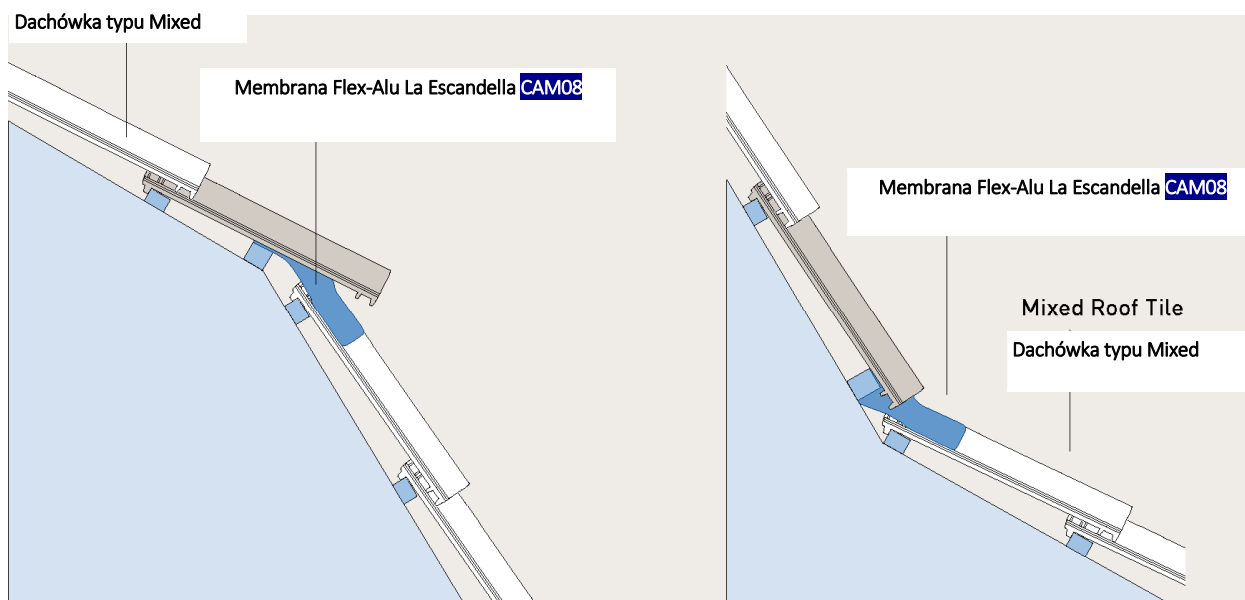 Dachówka typu Mixed
Membrana Flex-Alu La Escandella CAM08
Membrana Flex-Alu La Escandella CAM08
Mixed Roof Tile
Dachówka typu Mixed